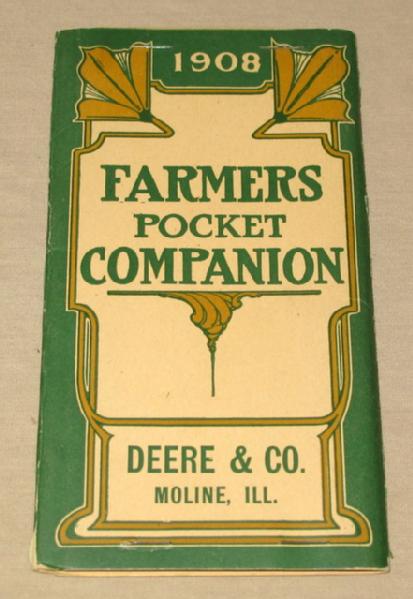 1908
FARMERS
POCKET
COMPANION
DEERE & CO.
MOLINE, ILL.